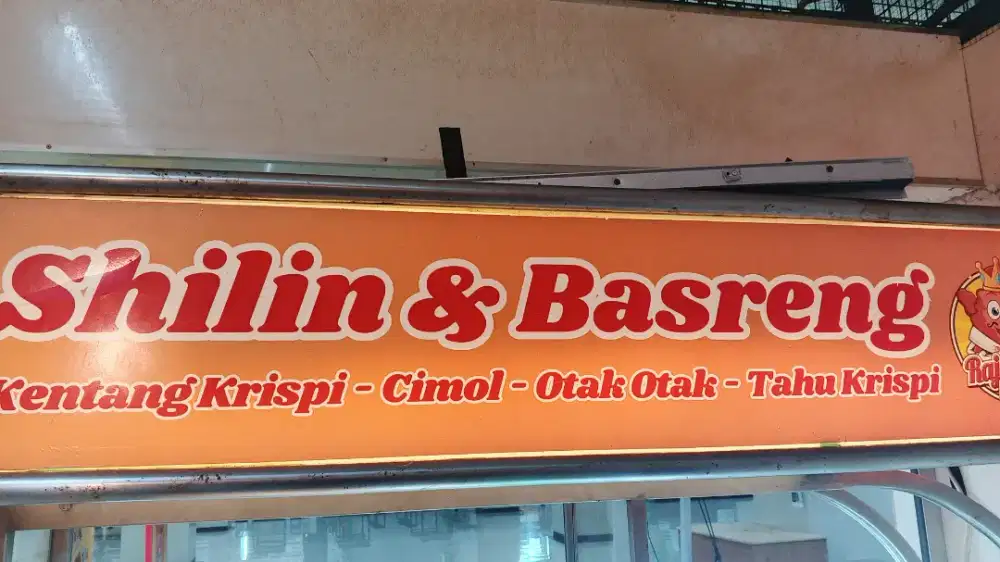 Shilin & Basreng
Kentang Krispi - Cimol - Otak Otak - Tahu Krispi